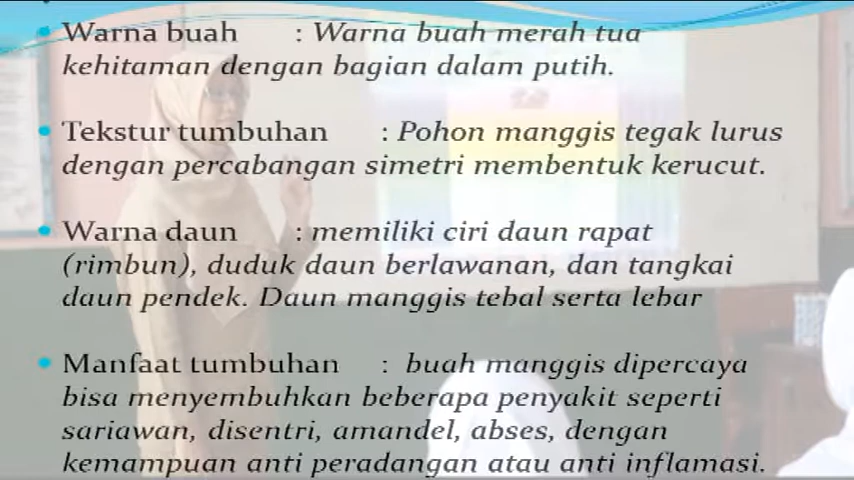 Warna buah : Warna buah merah tua
kehitaman dengan bagian dalam putih.
Tekstur tumbuhan : Pohon manggis tegak lurus
dengan percabangan simetri membentuk kerucut.
Warna daun : memiliki ciri daun rapat
(rimbun), duduk daun berlawanan, dan tangkai
daun pendek. Daun manggis tebal serta lebar
Manfaat tumbuhan : buah manggis dipercaya
bisa menyembuhkan beberapa penyakit seperti
sariawan, disentri, amandel, abses, dengan
kemampuan anti peradangan atau anti inflamasi.